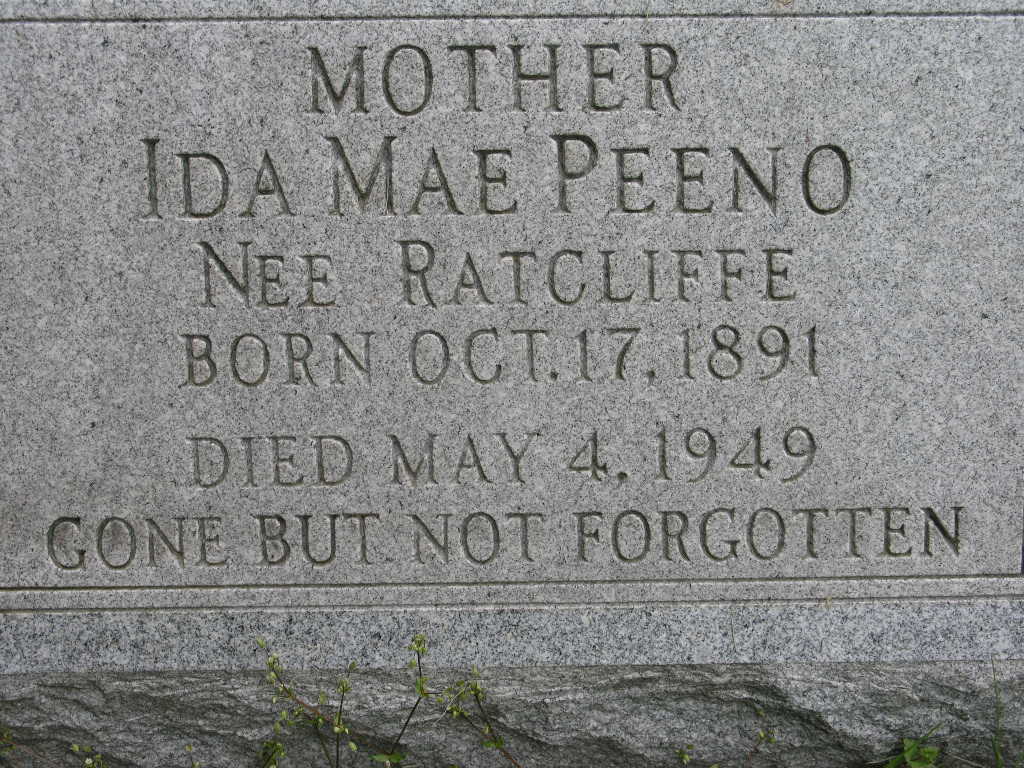 MOTHER
IDA MAE PEENO
NEE RATCLIFFE
BORN OCT. 17, 1891
DIED MAY 4, 1949
GONE BUT NOT FORGOTTEN